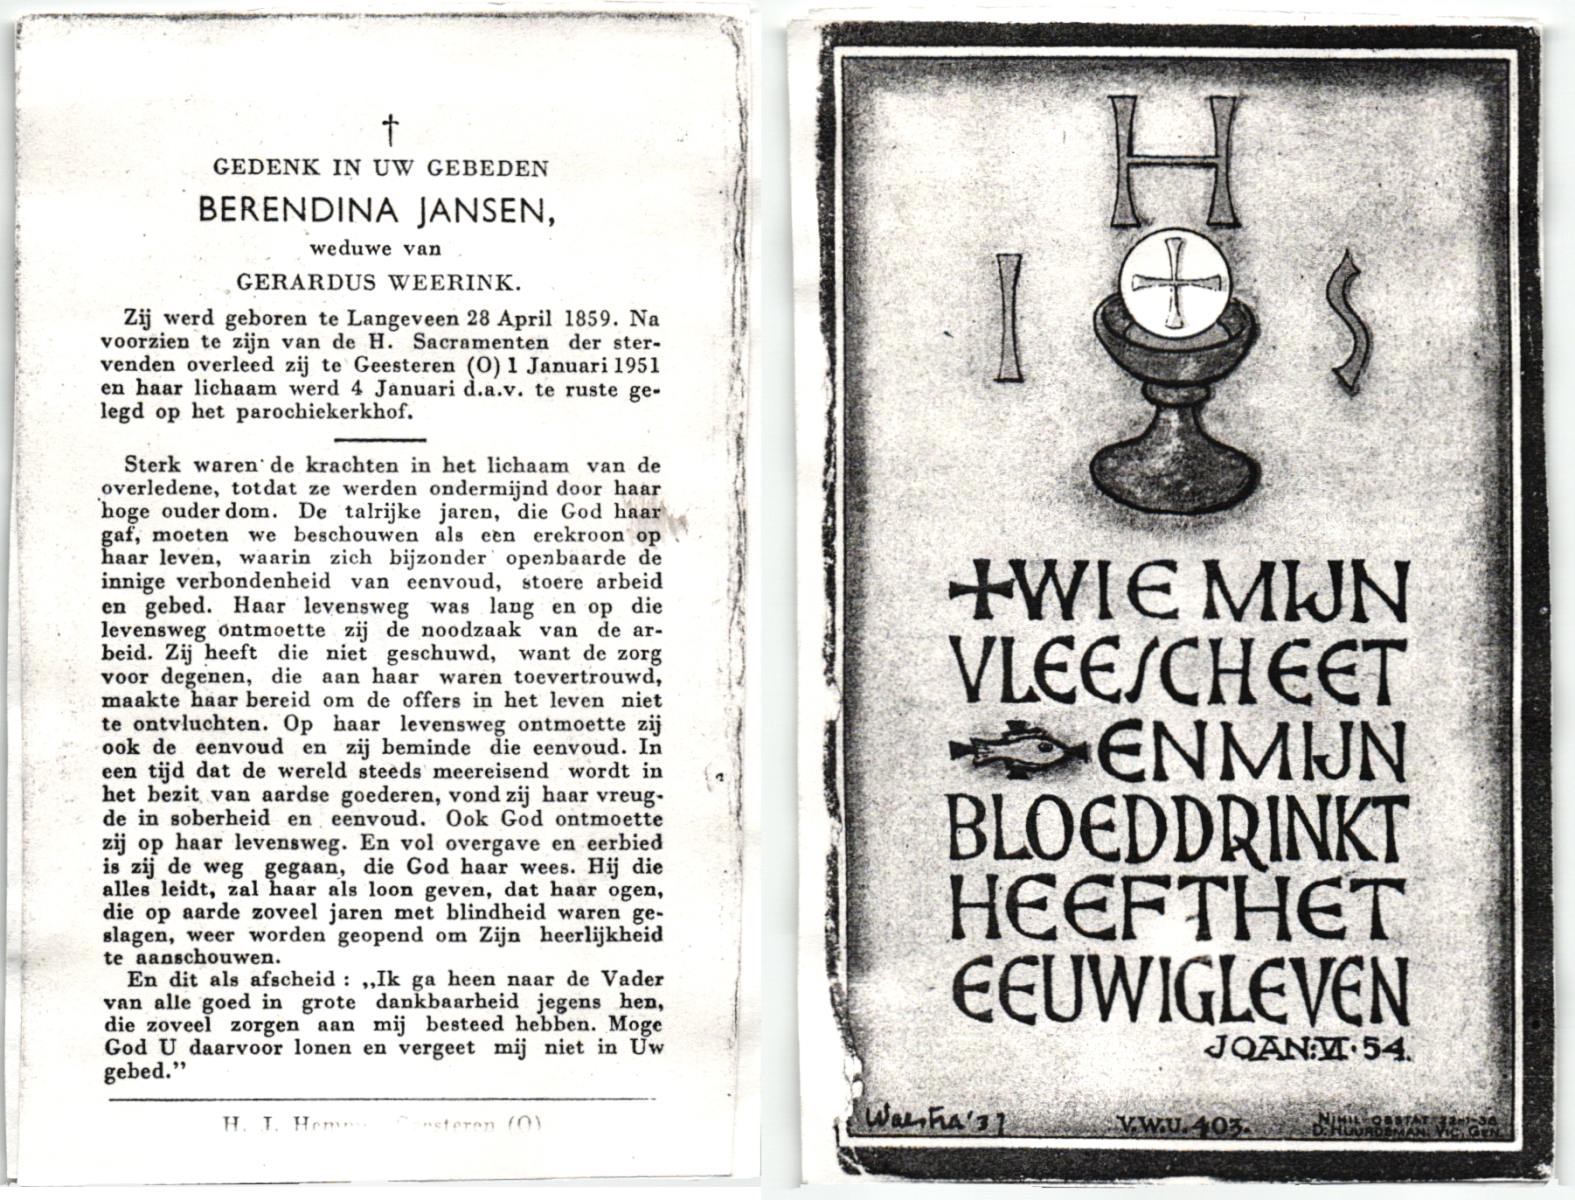 †
GEDENK IN UW GEBEDEN
BERENDINA JANSEN,
weduwe van
GERARDUS WEERINK.
Zij werd geboren te Langeveen 28 April 1859. Na
voorzien te zijn van de H. Sacramenten der ster-
venden overleed zij te Geesteren (O) 1 Januari 1951
en haar lichaam werd 4 Januari d.a.v. te ruste ge-
legd op het parochiekerkhof.
Sterk waren de krachten in het lichaam van de
overledene, totdat ze werden ondermijnd door haar
hoge ouderdom. De talrijke jaren, die God haar
gaf, moeten we beschouwen als een erekroon op
haar leven, waarin zich bijzonder openbaarde de
innige verbondenheid van eenvoud, stoere arbeid
en gebed. Haar levensweg was lang en op die
levensweg ontmoette zij de noodzaak van de ar-
beid. Zij heeft die niet geschuwd, want de zorg
voor degenen, die aan haar waren toevertrouwd,
maakte haar bereid om de offers in het leven niet
te ontvluchten. Op haar levensweg ontmoette zij
ook de eenvoud en zij beminde die eenvoud. In
een tijd dat de wereld steeds meereisend wordt in
het bezit van aardse goederen, vond zij haar vreug-
de in soberheid en eenvoud. Ook God ontmoette
zij op haar levensweg. En vol overgave en eerbied
is zij de weg gegaan, die God haar wees. Hij die
alles leidt, zal haar als loon geven, dat haar ogen,
die op aarde zoveel jaren met blindheid waren ge-
slagen, weer worden geopend om Zijn heerlijkheid
te aanschouwen.
En dit als afscheid : „Ik ga heen naar de Vader
van alle goed in grote dankbaarheid jegens hen,
die zoveel zorgen aan mij besteed hebben. Moge
God U daarvoor lonen en vergeet mij niet in Uw
gebed.”
H. J. Geesteren (O)
I H S
WIE MIJN
VLEESCH EET
EN MIJN
BLOED DRINKT
HEEFT HET
EEUWIG LEVEN
JOAN: VI · 54.
Waestra '37
V.W.U. 403.
NIHIL OBSTAT 22-1-38
D. HUURDEMAN, VIC. GEN.